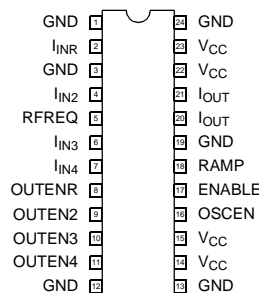 GND 1 24 GND
IINR 2 23 VCC
GND 3 22 VCC
IIN2 4 21 IOUT
RFREQ 5 20 IOUT
IIN3 6 19 GND
IIN4 7 18 RAMP
OUTENR 8 17 ENABLE
OUTEN2 9 16 OSCEN
OUTEN3 10 15 VCC
OUTEN4 11 14 VCC
GND 12 13 GND